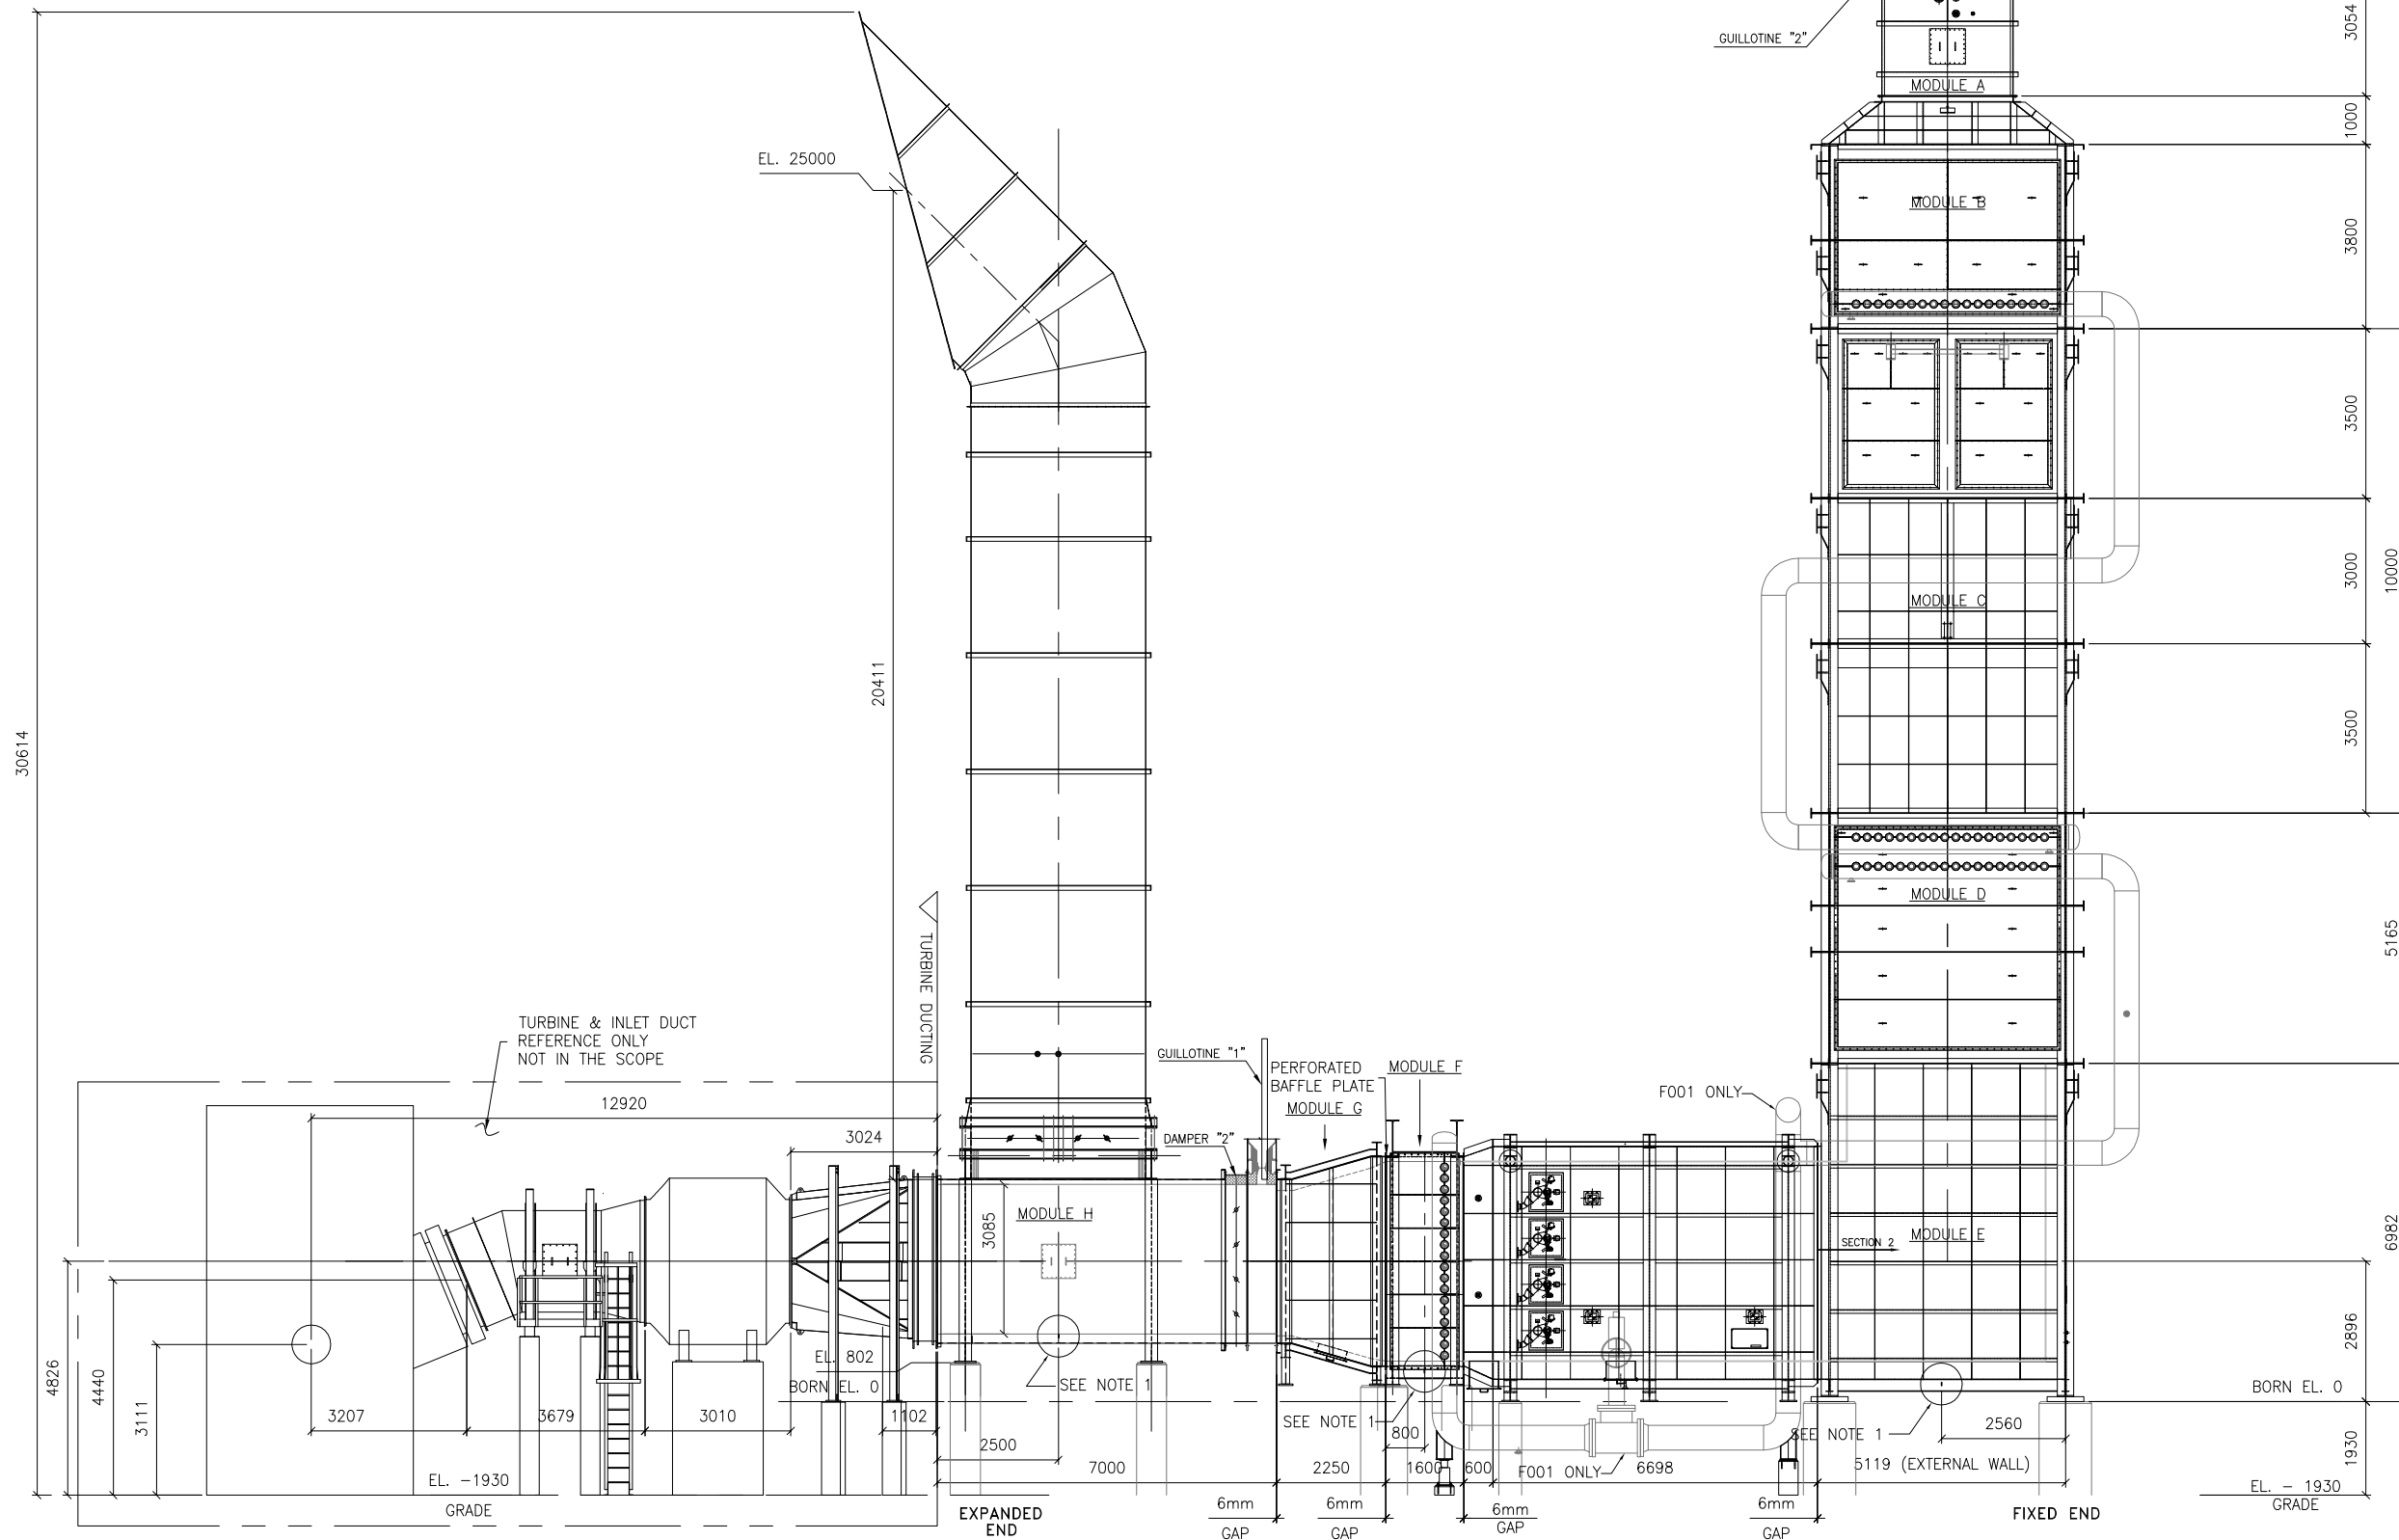 GUILLOTINE "2"
3054
MODULE A
1000
EL. 25000
MODULE B
3800
3500
3000
10000
MODULE C
20411
30614
3500
MODULE D
5165
TURBINE DUCTING
TURBINE & INLET DUCT
REFERENCE ONLY
NOT IN THE SCOPE
GUILLOTINE "1"
PERFORATED
BAFFLE PLATE
MODULE F
MODULE G
F001 ONLY
12920
3024
DAMPER "2"
MODULE H
3085
SECTION 2
MODULE E
6982
2896
4826
4440
3111
EL. 802
BORN EL. 0
SEE NOTE 1
BORN EL. 0
3207
3679
3010
1102
2500
SEE NOTE 1
800
SEE NOTE 1
2560
1930
EL. -1930
GRADE
7000
2250
1600
600
F001 ONLY
6698
5119 (EXTERNAL WALL)
EL. - 1930
GRADE
EXPANDED
END
6mm
GAP
6mm
GAP
6mm
GAP
6mm
GAP
FIXED END